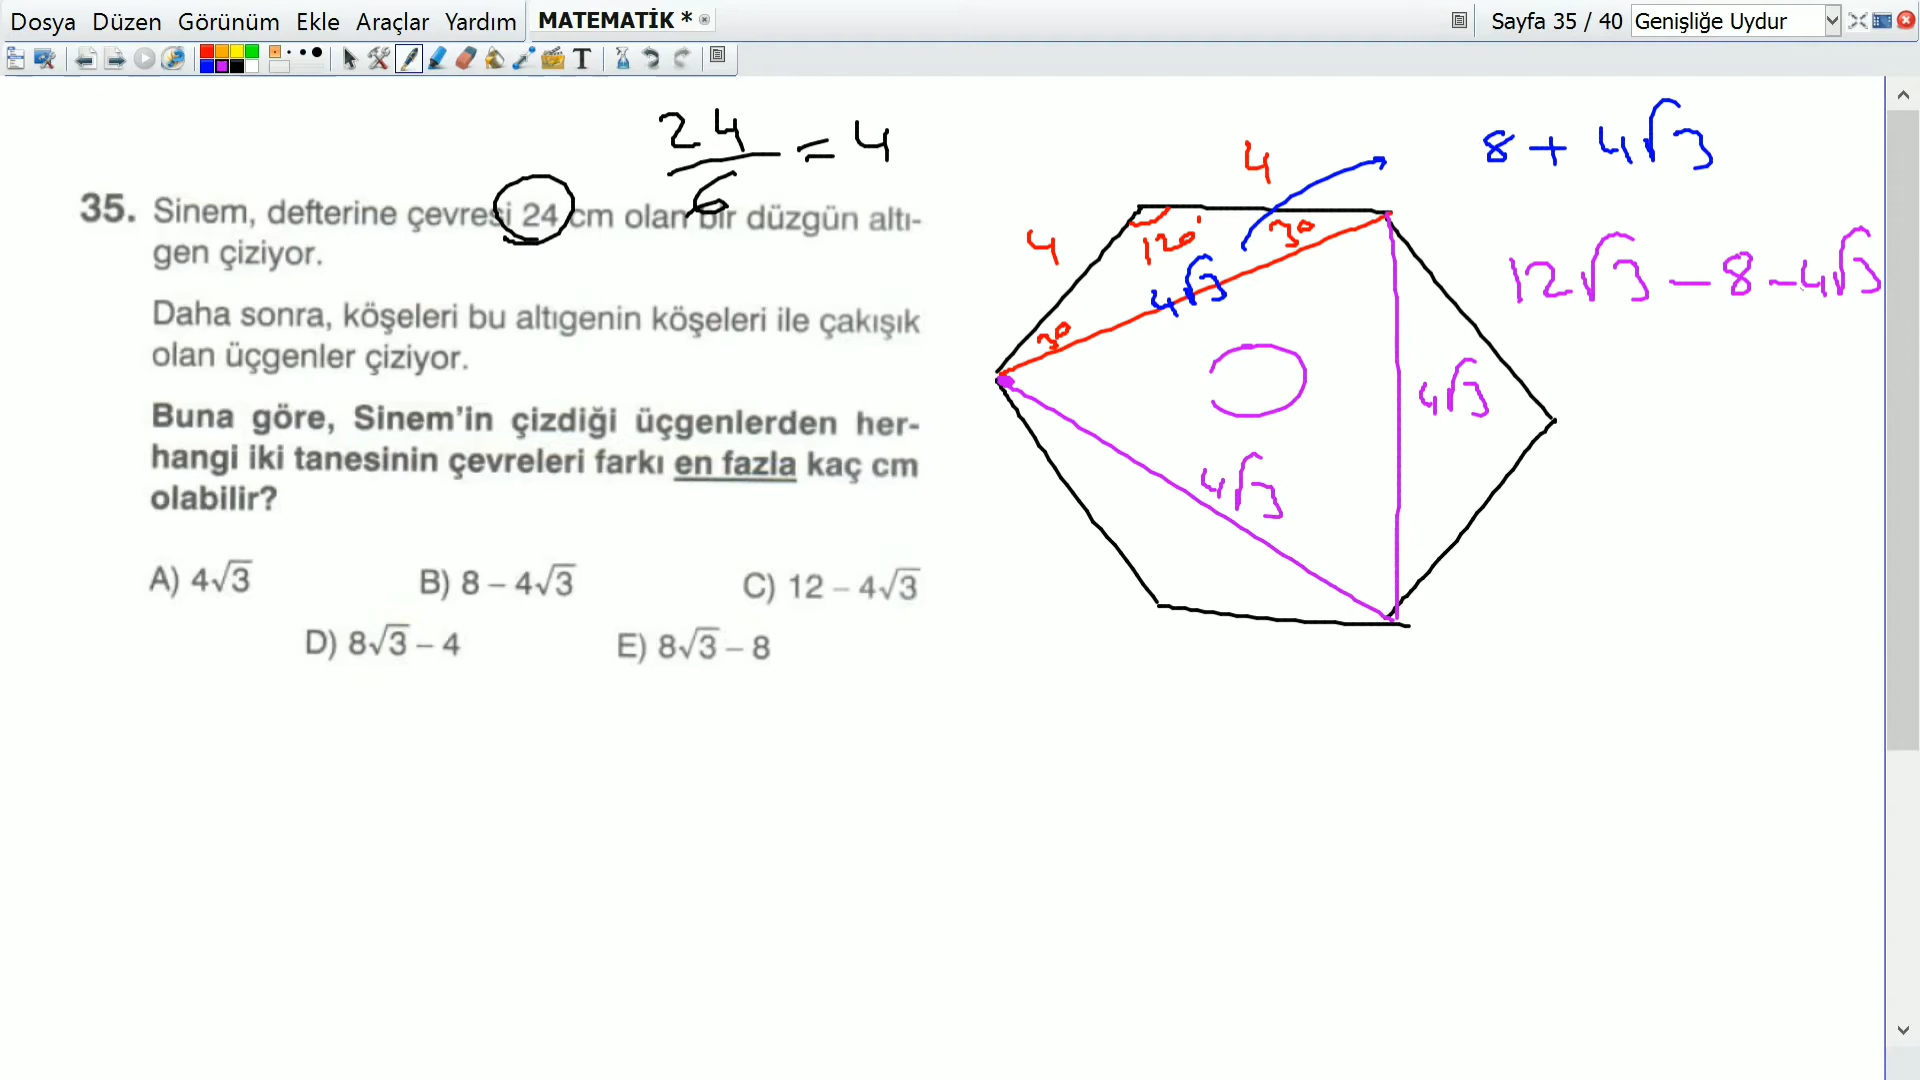 Dosya Düzen Görünüm Ekle Araçlar Yardım MATEMATİK * Sayfa 35 / 40 Genişliğe Uydur
T
24/6 = 4
35. Sinem, defterine çevresi 24 cm olan bir düzgün altı-
gen çiziyor.
Daha sonra, köşeleri bu altıgenin köşeleri ile çakışık
olan üçgenler çiziyor.
Buna göre, Sinem'in çizdiği üçgenlerden her-
hangi iki tanesinin çevreleri farkı en fazla kaç cm
olabilir?
A) 4√3 B) 8 – 4√3 C) 12 – 4√3
D) 8√3 – 4 E) 8√3 – 8
4
4
120°
30
30
4√3
4√3
4√3
8 + 4√3
12√3 – 8 – 4√3